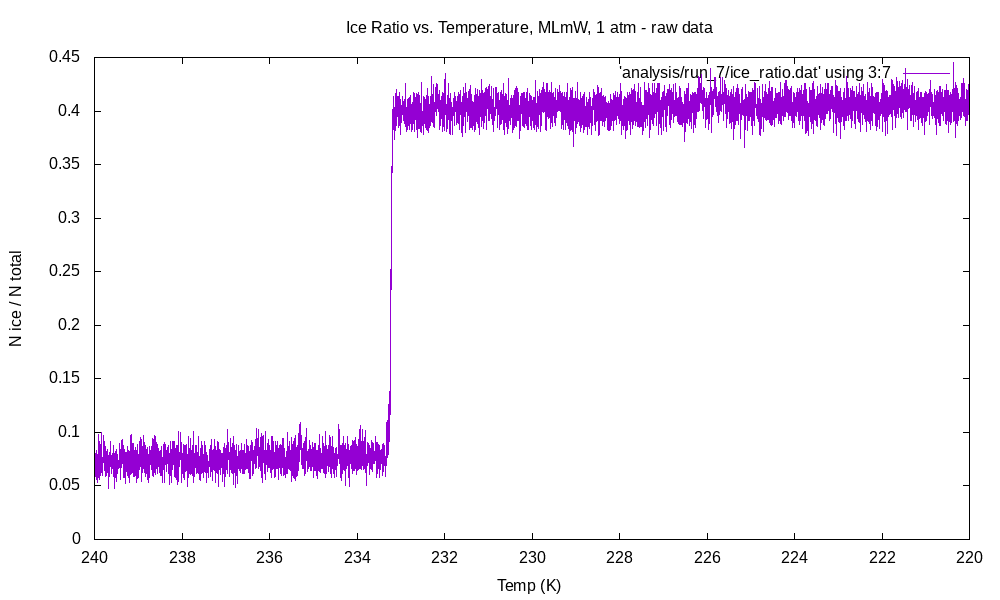 Ice Ratio vs. Temperature, MLmW, 1 atm - raw data
'analysis/run_7/ice_ratio.dat' using 3:7
0.45
0.4
0.35
0.3
0.25
0.2
0.15
0.1
0.05
0
N ice / N total
240 238 236 234 232 230 228 226 224 222 220
Temp (K)